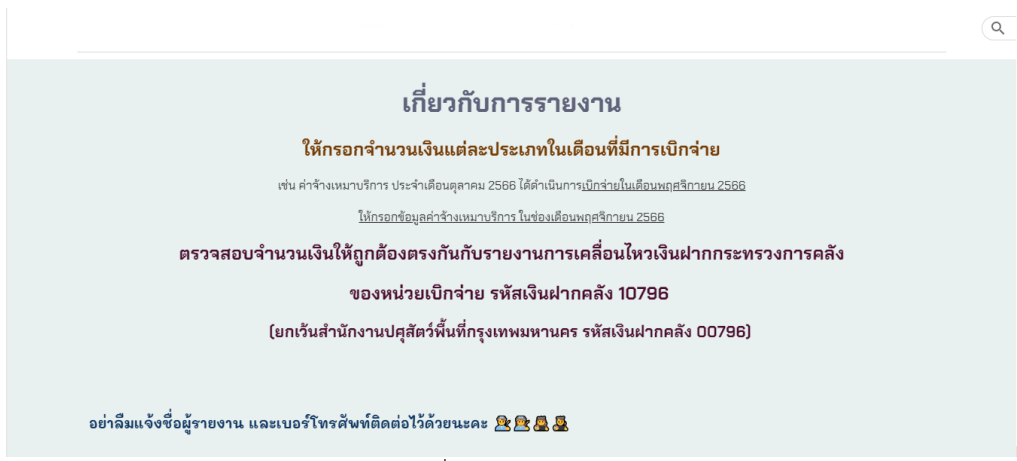 เกี่ยวกับการรายงาน
ให้กรอกจำนวนเงินแต่ละประเภทในเดือนที่มีการเบิกจ่าย
เช่น ค่าจ้างเหมาบริการ ประจำเดือนตุลาคม 2566 ได้ดำเนินการเบิกจ่ายในเดือนพฤศจิกายน 2566
ให้กรอกข้อมูลค่าจ้างเหมาบริการ ในช่องเดือนพฤศจิกายน 2566
ตรวจสอบจำนวนเงินให้ถูกต้องตรงกันกับรายงานการเคลื่อนไหวเงินฝากกระทรวงการคลัง
ของหน่วยเบิกจ่าย รหัสเงินฝากคลัง 10796
(ยกเว้นสำนักงานปศุสัตว์พื้นที่กรุงเทพมหานคร รหัสเงินฝากคลัง 00796)
อย่าลืมแจ้งชื่อผู้รายงาน และเบอร์โทรศัพท์ติดต่อไว้ด้วยนะคะ